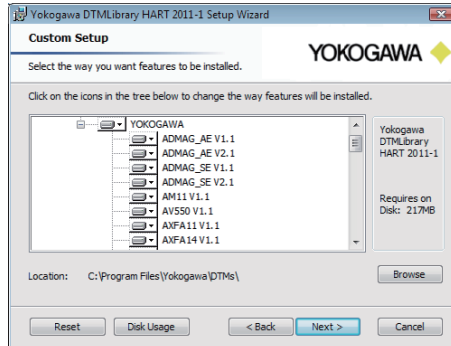 Yokogawa DTMLibrary HART 2011-1 Setup Wizard
Custom Setup
Select the way you want features to be installed.
YOKOGAWA
Click on the icons in the tree below to change the way features will be installed.
YOKOGAWA
ADMAG_AE V1.1
ADMAG_AE V2.1
ADMAG_SE V1.1
ADMAG_SE V2.1
AM11 V1.1
AV550 V1.1
AXFA11 V1.1
AXFA14 V1.1
Yokogawa
DTMLibrary
HART 2011-1
Requires on
Disk: 217MB
Location: C:\Program Files\Yokogawa\DTMs\
Browse
Reset
Disk Usage
< Back
Next >
Cancel